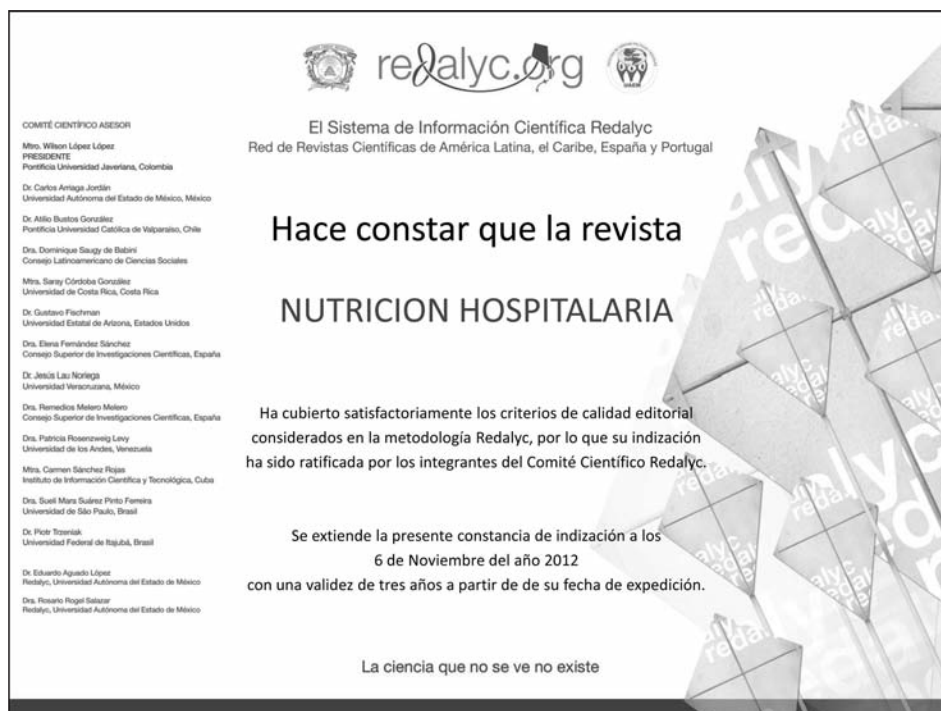 redalyc.org
UAEM
El Sistema de Información Científica Redalyc
Red de Revistas Científicas de América Latina, el Caribe, España y Portugal
COMITÉ CIENTÍFICO ASESOR
Mtro. Wilson López López
PRESIDENTE
Pontificia Universidad Javeriana, Colombia
Dr. Carlos Arriaga Jordán
Universidad Autónoma del Estado de México, México
Dr. Atilio Bustos González
Pontificia Universidad Católica de Valparaíso, Chile
Dra. Dominique Saugy de Babini
Consejo Latinoamericano de Ciencias Sociales
Mtra. Saray Córdoba González
Universidad de Costa Rica, Costa Rica
Dr. Gustavo Fischman
Universidad Estatal de Arizona, Estados Unidos
Dra. Elena Fernández Sánchez
Consejo Superior de Investigaciones Científicas, España
Dr. Jesús Lau Noriega
Universidad Veracruzana, México
Dra. Remedios Melero Melero
Consejo Superior de Investigaciones Científicas, España
Dra. Patricia Rosenzweig Levy
Universidad de los Andes, Venezuela
Mtra. Carmen Sánchez Rojas
Instituto de Información Científica y Tecnológica, Cuba
Dra. Sueli Mara Suárez Pinto Ferreira
Universidad de São Paulo, Brasil
Dr. Piotr Trzeniak
Universidad Federal de Itajubá, Brasil
Dr. Eduardo Aguado López
Redalyc, Universidad Autónoma del Estado de México
Dra. Rosario Rogel Salazar
Redalyc, Universidad Autónoma del Estado de México
Hace constar que la revista
NUTRICION HOSPITALARIA
Ha cubierto satisfactoriamente los criterios de calidad editorial
considerados en la metodología Redalyc, por lo que su indización
ha sido ratificada por los integrantes del Comité Científico Redalyc.
Se extiende la presente constancia de indización a los
6 de Noviembre del año 2012
con una validez de tres años a partir de de su fecha de expedición.
La ciencia que no se ve no existe